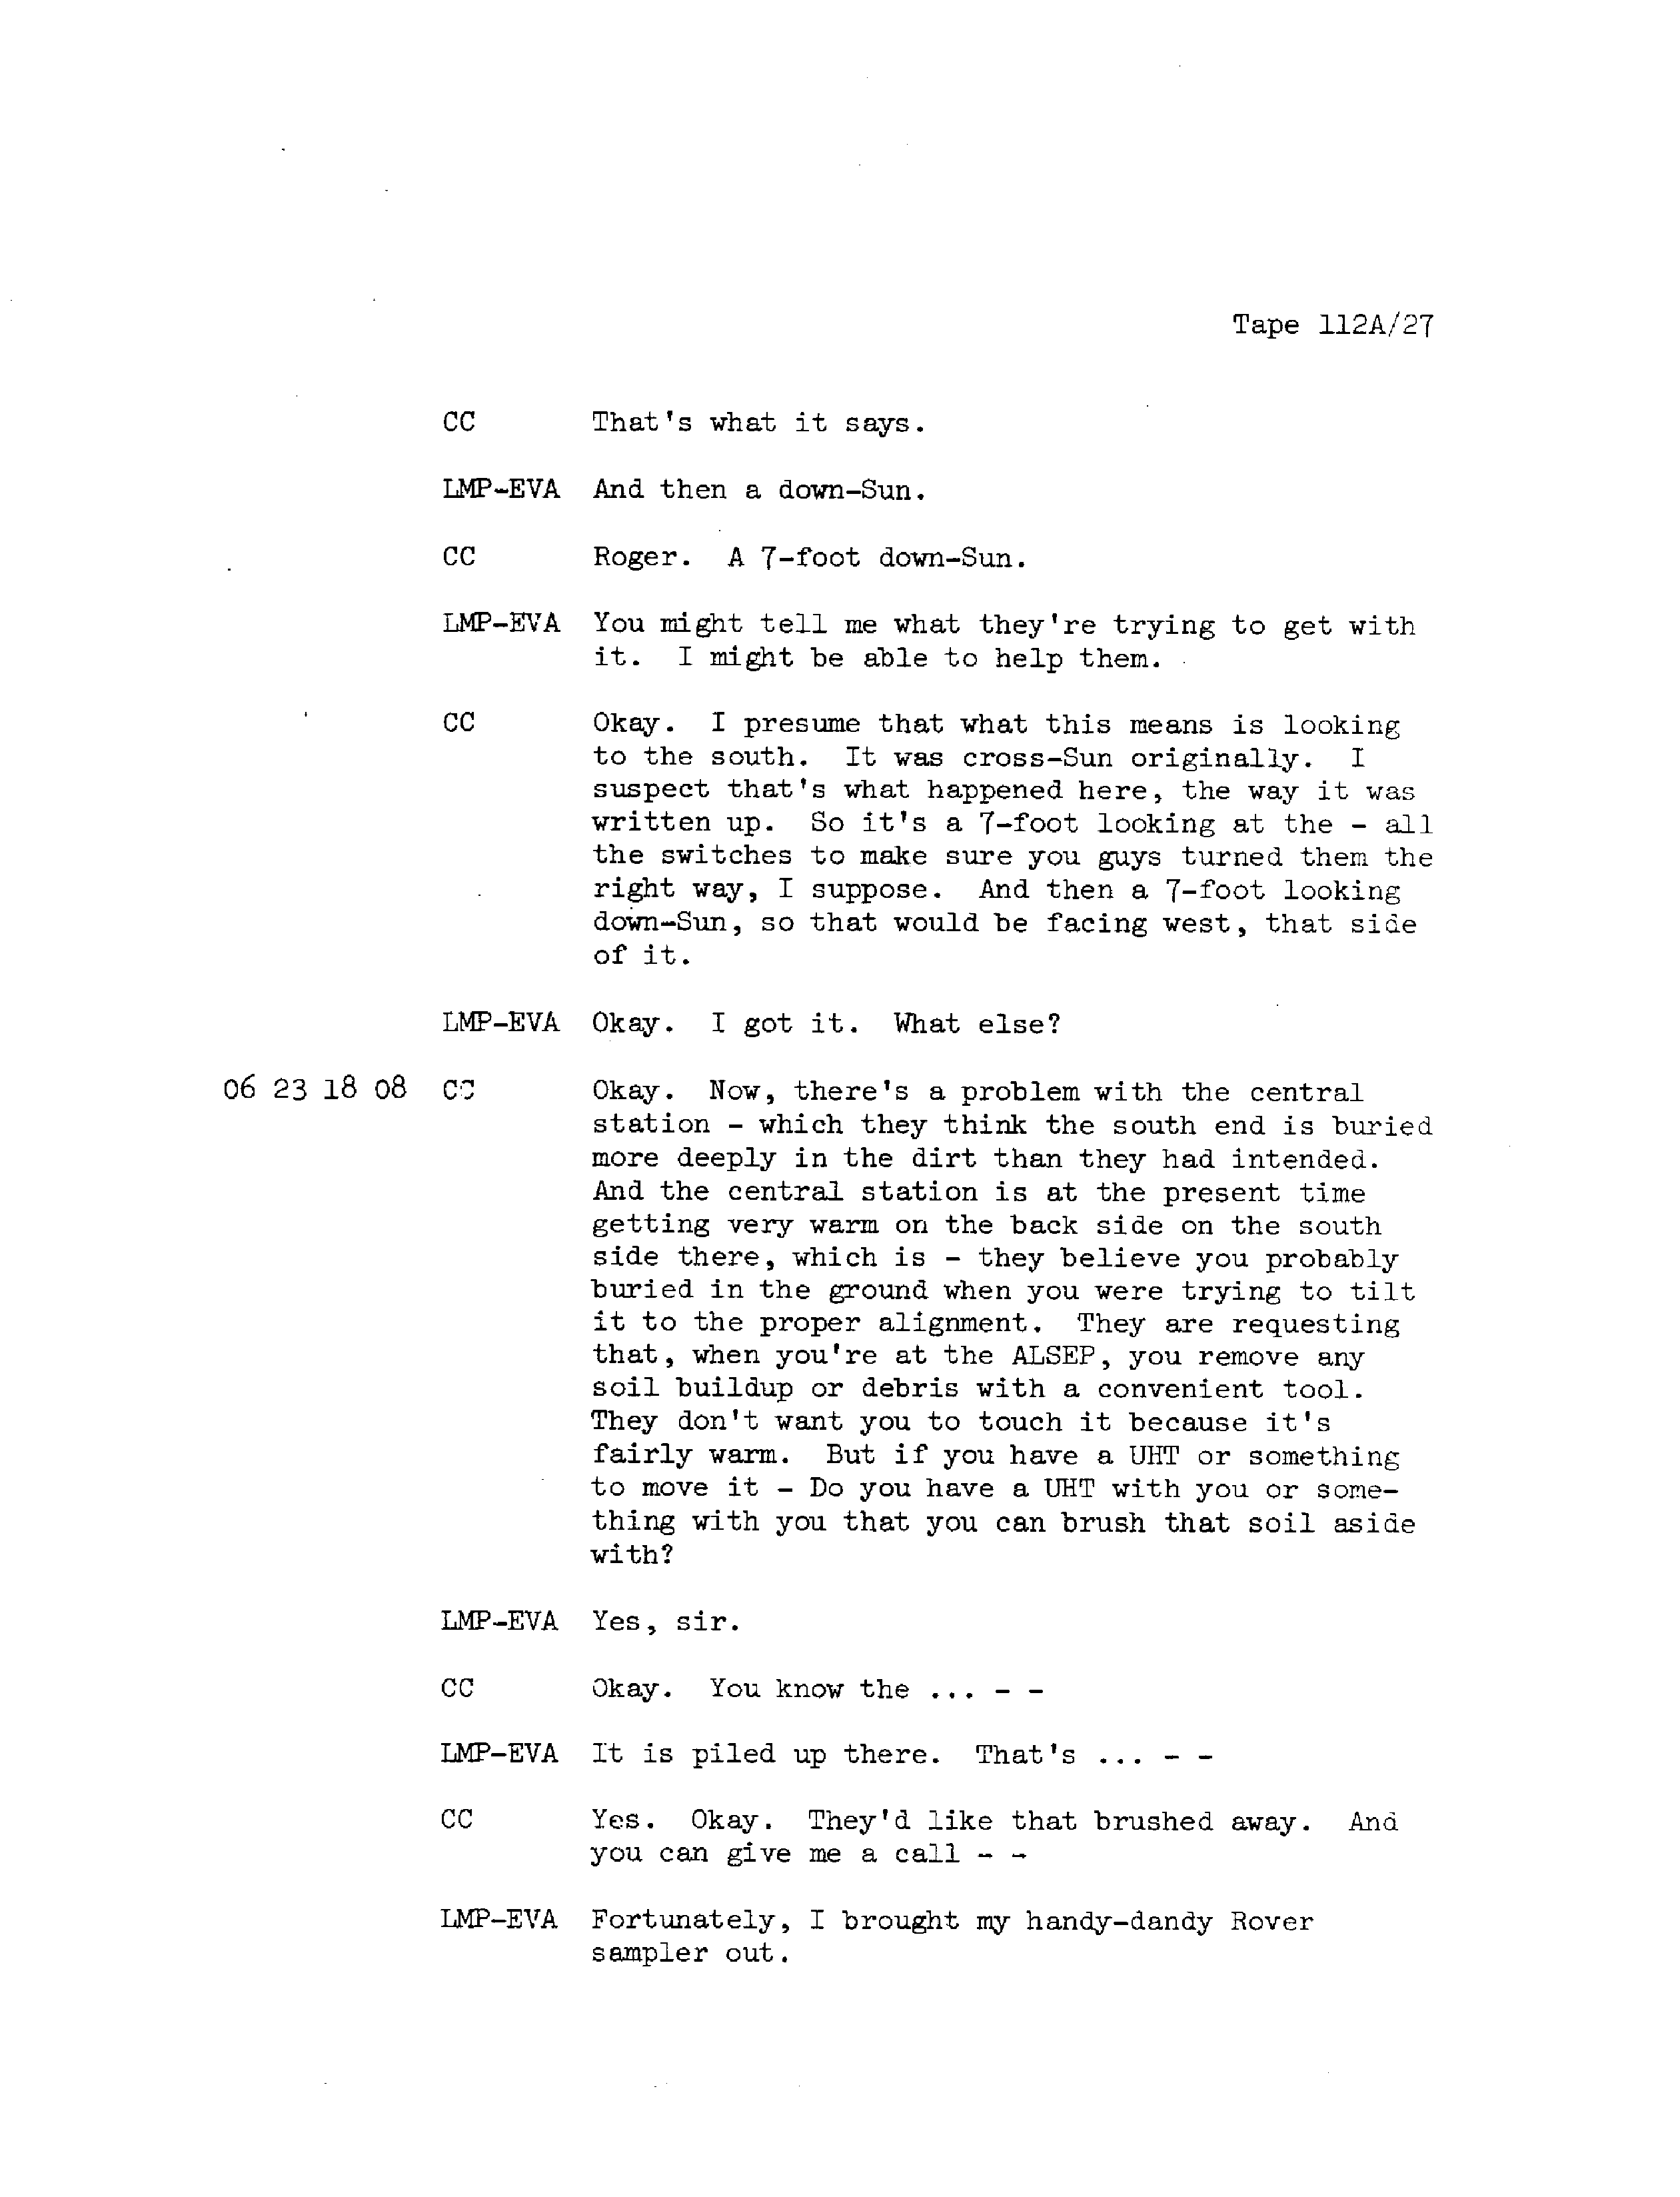 Tape 112A/27
CC That's what it says.
LMP-EVA And then a down-Sun.
CC Roger. A 7-foot down-Sun.
LMP-EVA You might tell me what they're trying to get with
it. I might be able to help them.
CC Okay. I presume that what this means is looking
to the south. It was cross-Sun originally. I
suspect that's what happened here, the way it was
written up. So it's a 7-foot looking at the - all
the switches to make sure you guys turned them the
right way, I suppose. And then a 7-foot looking
down-Sun, so that would be facing west, that side
of it.
LMP-EVA Okay. I got it. What else?
06 23 18 08 CC Okay. Now, there's a problem with the central
station - which they think the south end is buried
more deeply in the dirt than they had intended.
And the central station is at the present time
getting very warm on the back side on the south
side there, which is - they believe you probably
buried in the ground when you were trying to tilt
it to the proper alignment. They are requesting
that, when you're at the ALSEP, you remove any
soil buildup or debris with a convenient tool.
They don't want you to touch it because it's
fairly warm. But if you have a UHT or something
to move it - Do you have a UHT with you or some-
thing with you that you can brush that soil aside
with?
LMP-EVA Yes, sir.
CC Okay. You know the ... - -
LMP-EVA It is piled up there. That's ... - -
CC Yes. Okay. They'd like that brushed away. And
you can give me a call - -
LMP-EVA Fortunately, I brought my handy-dandy Rover
sampler out.